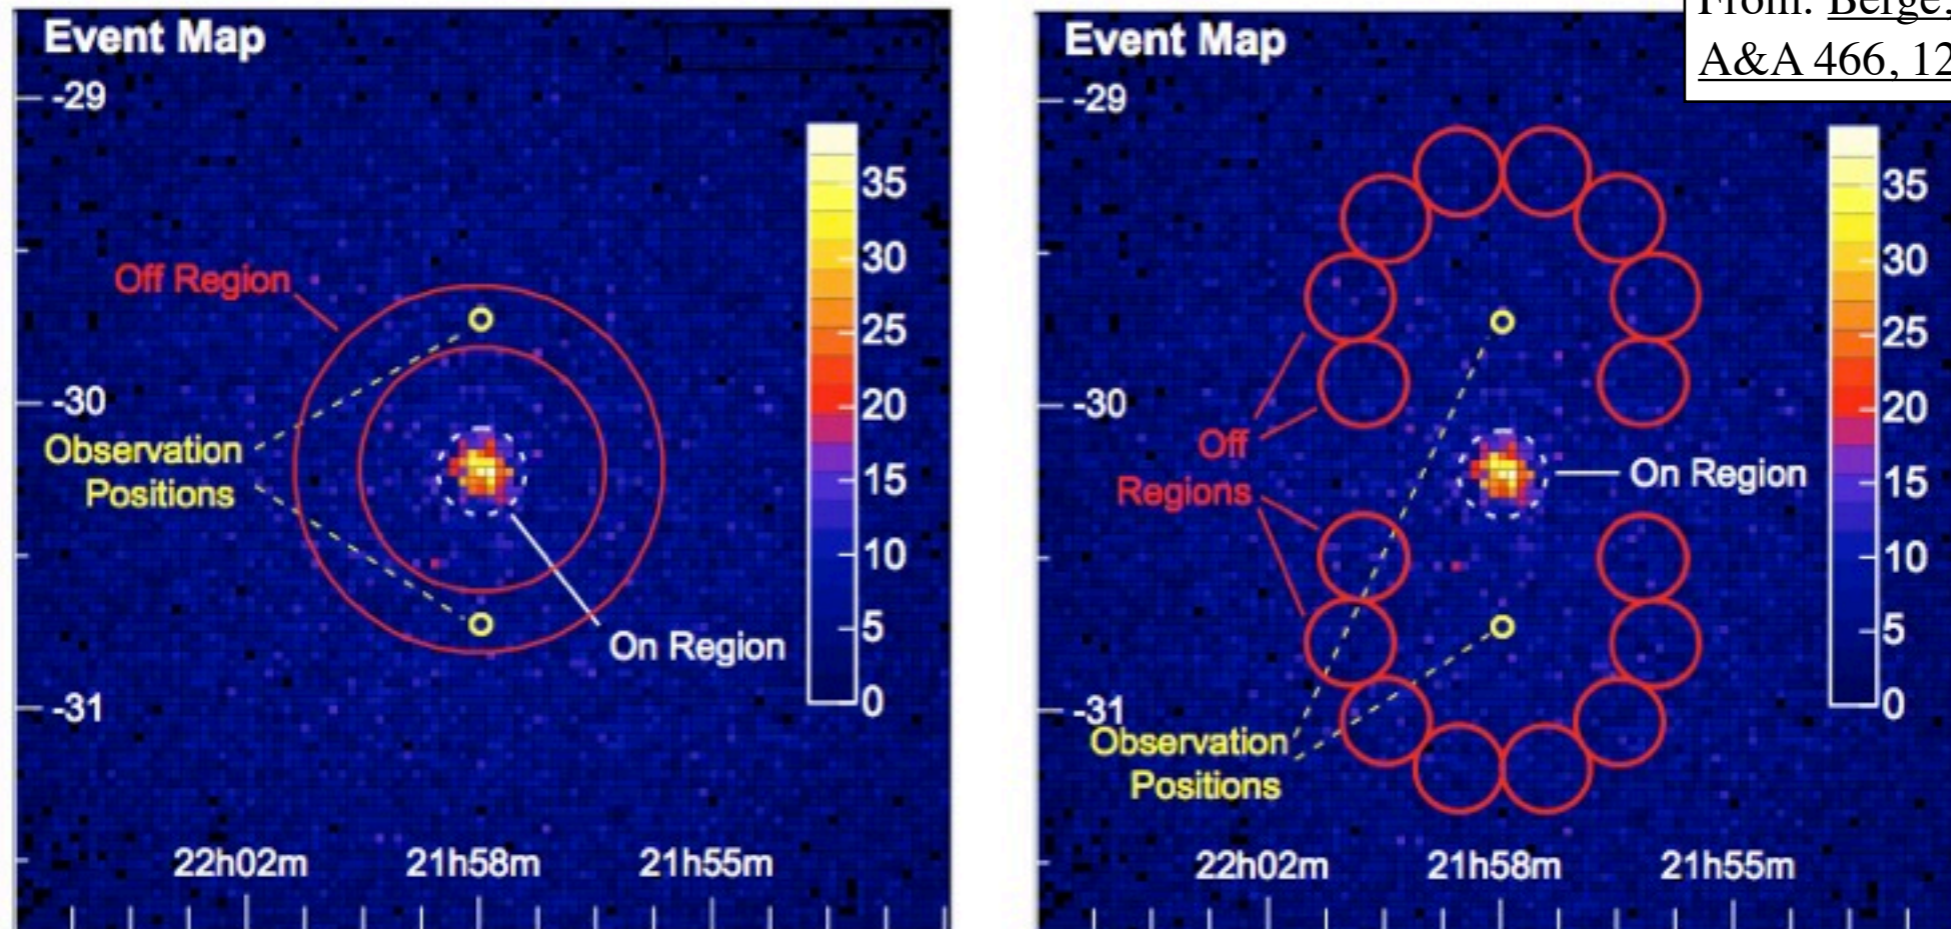 Event Map
-29
-30
-31
Off Region
Observation
Positions
On Region
35
30
25
20
15
10
5
0
22h02m
21h58m
21h55m
Event Map
From: Berge,
A&A 466, 12
-29
-30
-31
Off
Regions
On Region
Observation
Positions
35
30
25
20
15
10
5
0
22h02m
21h58m
21h55m